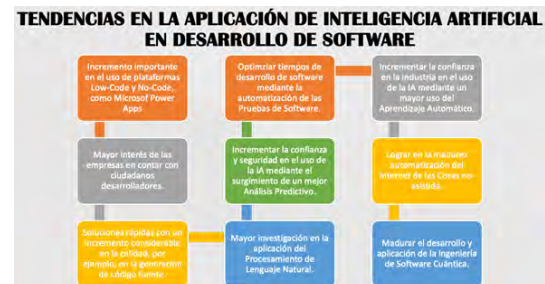 TENDENCIAS EN LA APLICACIÓN DE INTELIGENCIA ARTIFICIAL
EN DESARROLLO DE SOFTWARE
Incremento importante
en el uso de plataformas
Low-Code y No-Code,
como Microsof Power
Apps
Mayor interés de las
empresas en contar con
ciudadanos
desarrolladores.
Soluciones rápidas con un
incremento considerable
en la calidad, por
ejemplo, en la generación
de código fuente.
Optimziar tiempos de
desarrollo de software
mediante la
automatización de las
Pruebas de Software.
Incrementar la confianza
y seguridad en el uso de
la IA mediante el
surgimiento de un mejor
Análisis Predictivo.
Mayor investigación en la
aplicación del
Procesamiento de
Lenguaje Natural.
Incrementar la confianza
en la industria en el uso
de la IA mediante un
mayor uso del
Aprendizaje Automático.
Lograr en la madurez
automatización del
Internet de las Cosas no-
asistida.
Madurar el desarrollo y
aplicación de la Ingeniería
de Software Cuántica.